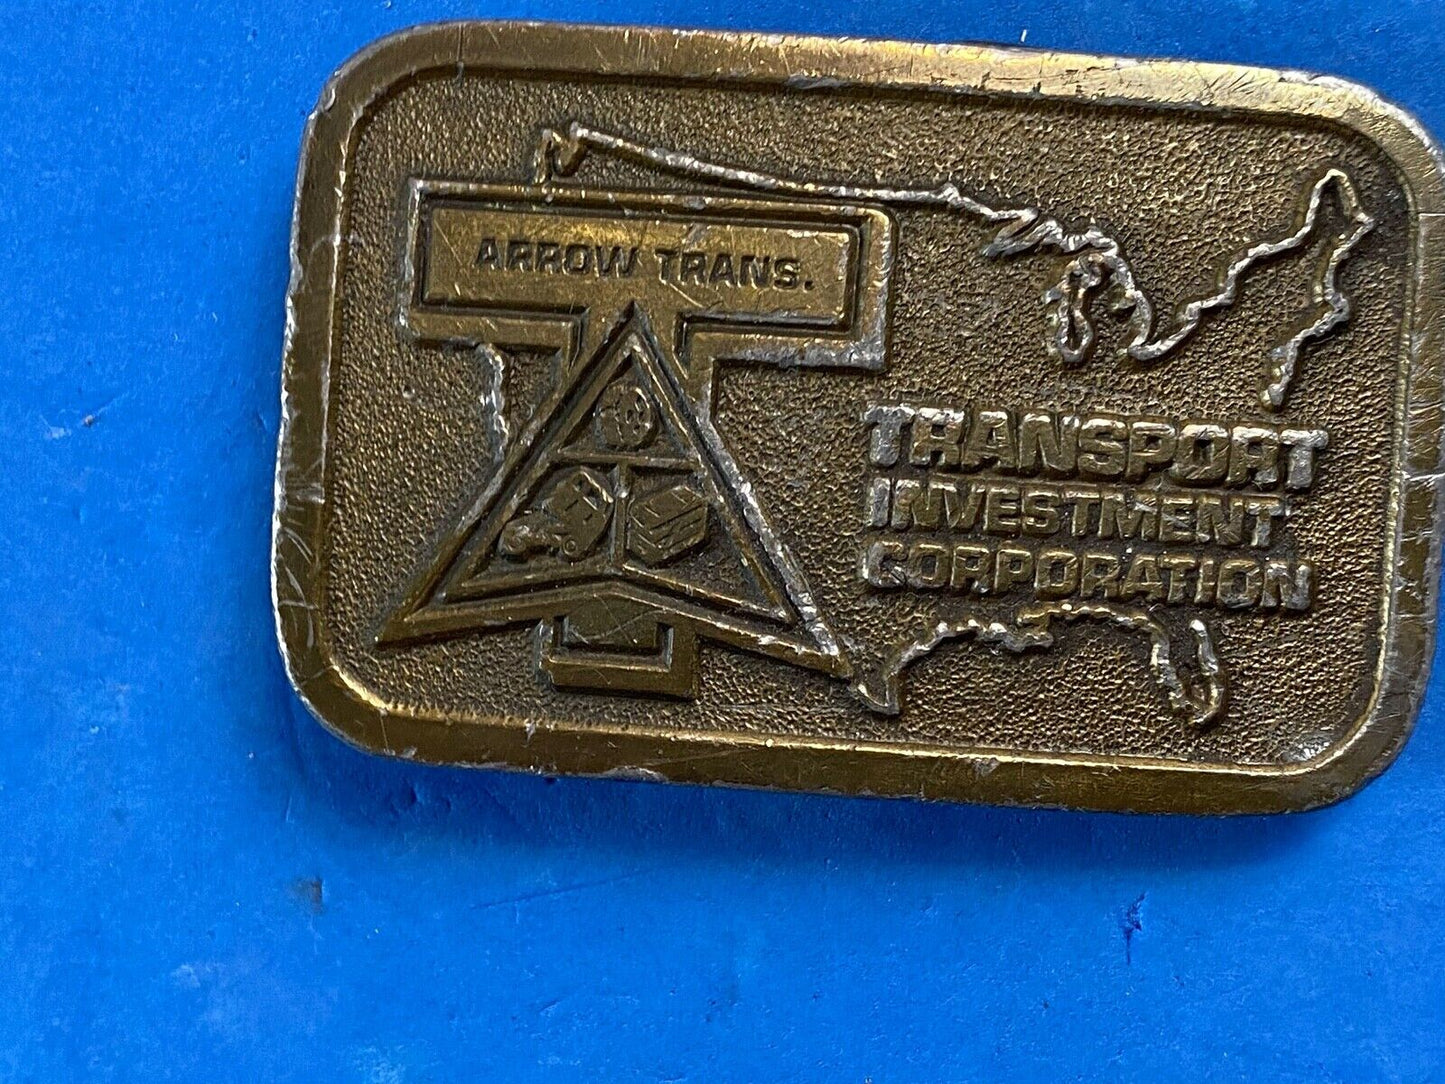 ARROW TRANS.
TRANSPORT
INVESTMENT
CORPORATION